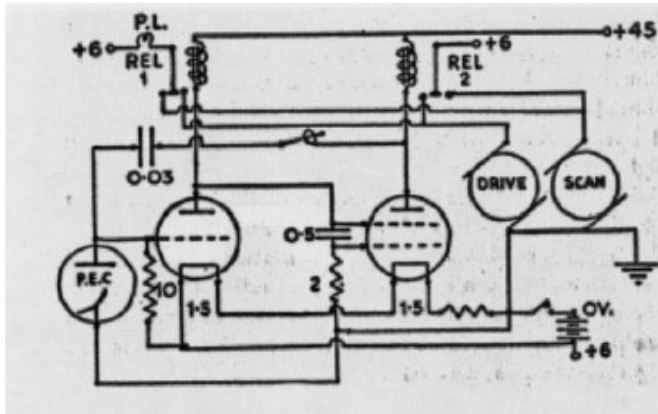 P.L.
+6
REL
1
+6
REL
2
+45
0·03
DRIVE
SCAN
0·5
P.E.C
10
2
1·5
1·5
0V.
+6